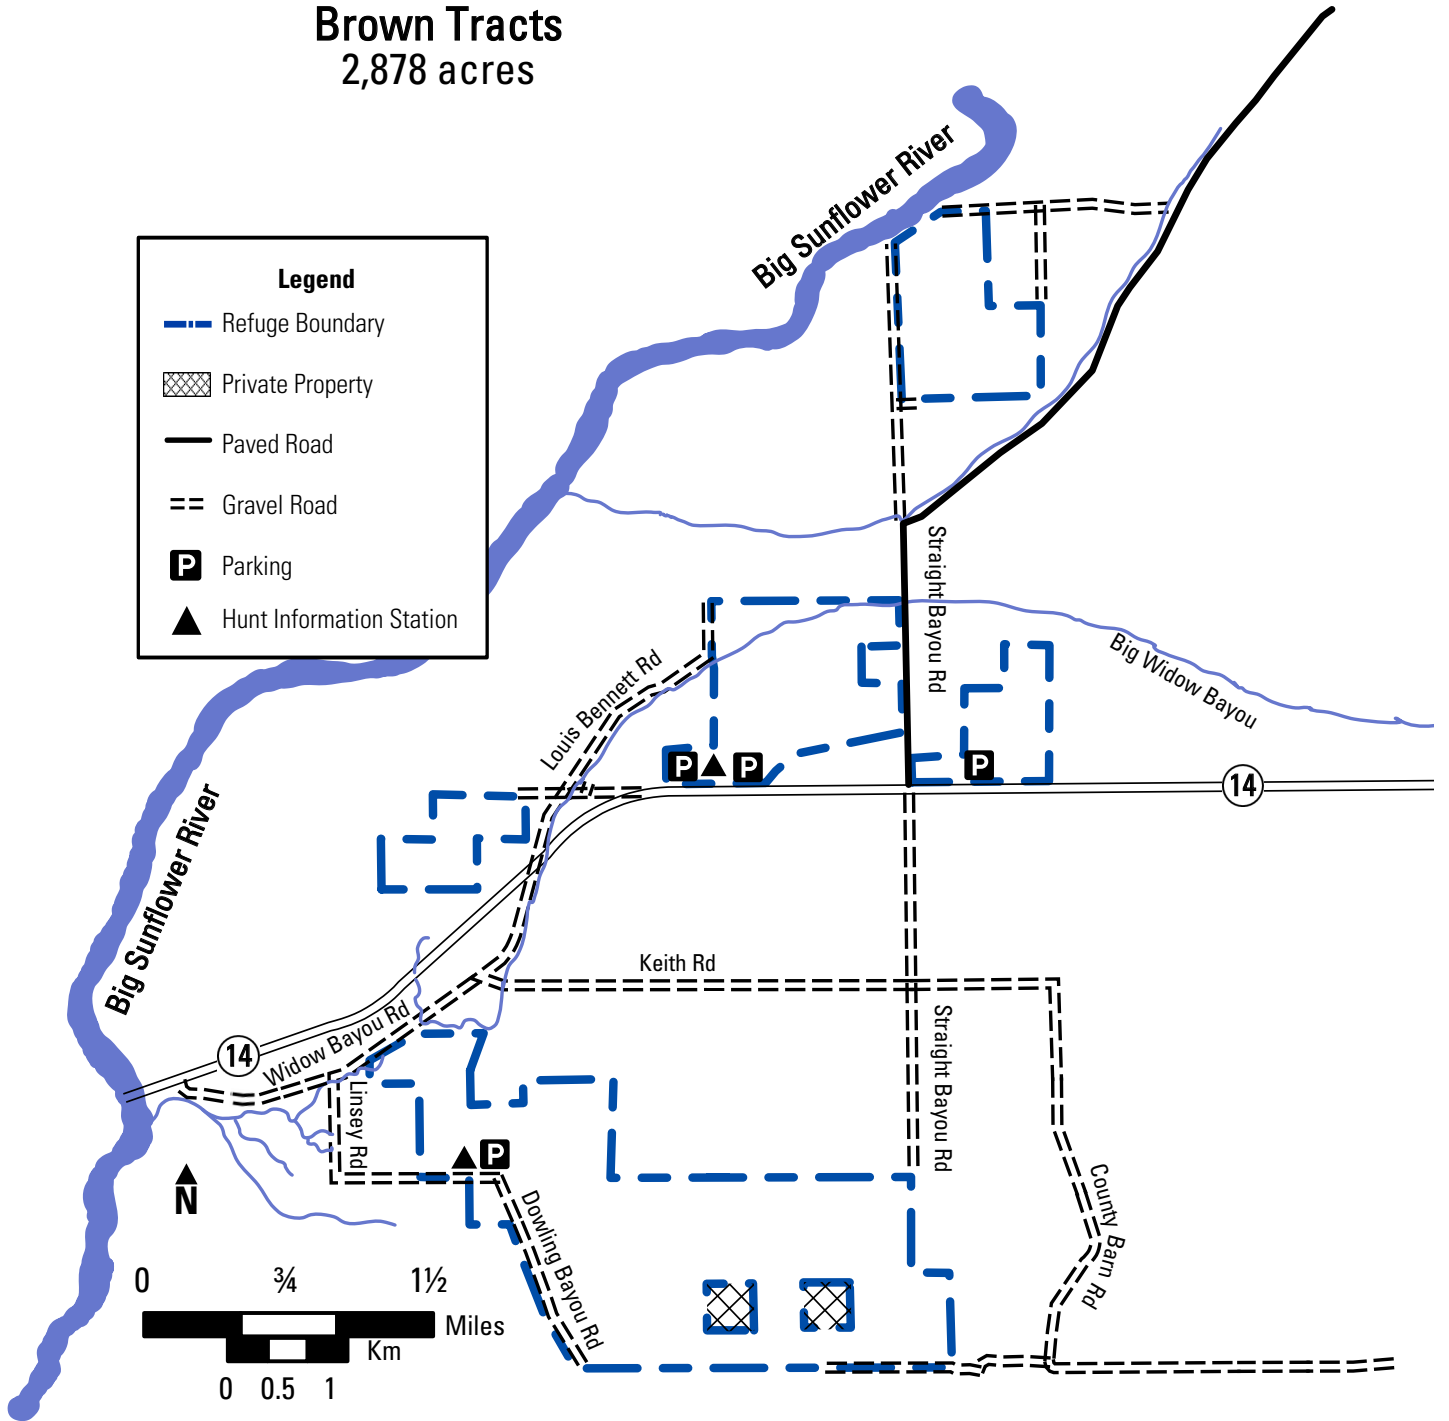 Brown Tracts
2,878 acres
Big Sunflower River
Legend
Refuge Boundary
Private Property
Paved Road
Gravel Road
P
Parking
Hunt Information Station
Straight Bayou Rd
Big Widow Bayou
Louis Bennett Rd
P
P
P
14
Big Sunflower River
Keith Rd
Widow Bayou Rd
14
Linsey Rd
Straight Bayou Rd
P
N
Dowling Bayou Rd
County Barn Rd
0 ¾ 1½
Miles
Km
0 0.5 1